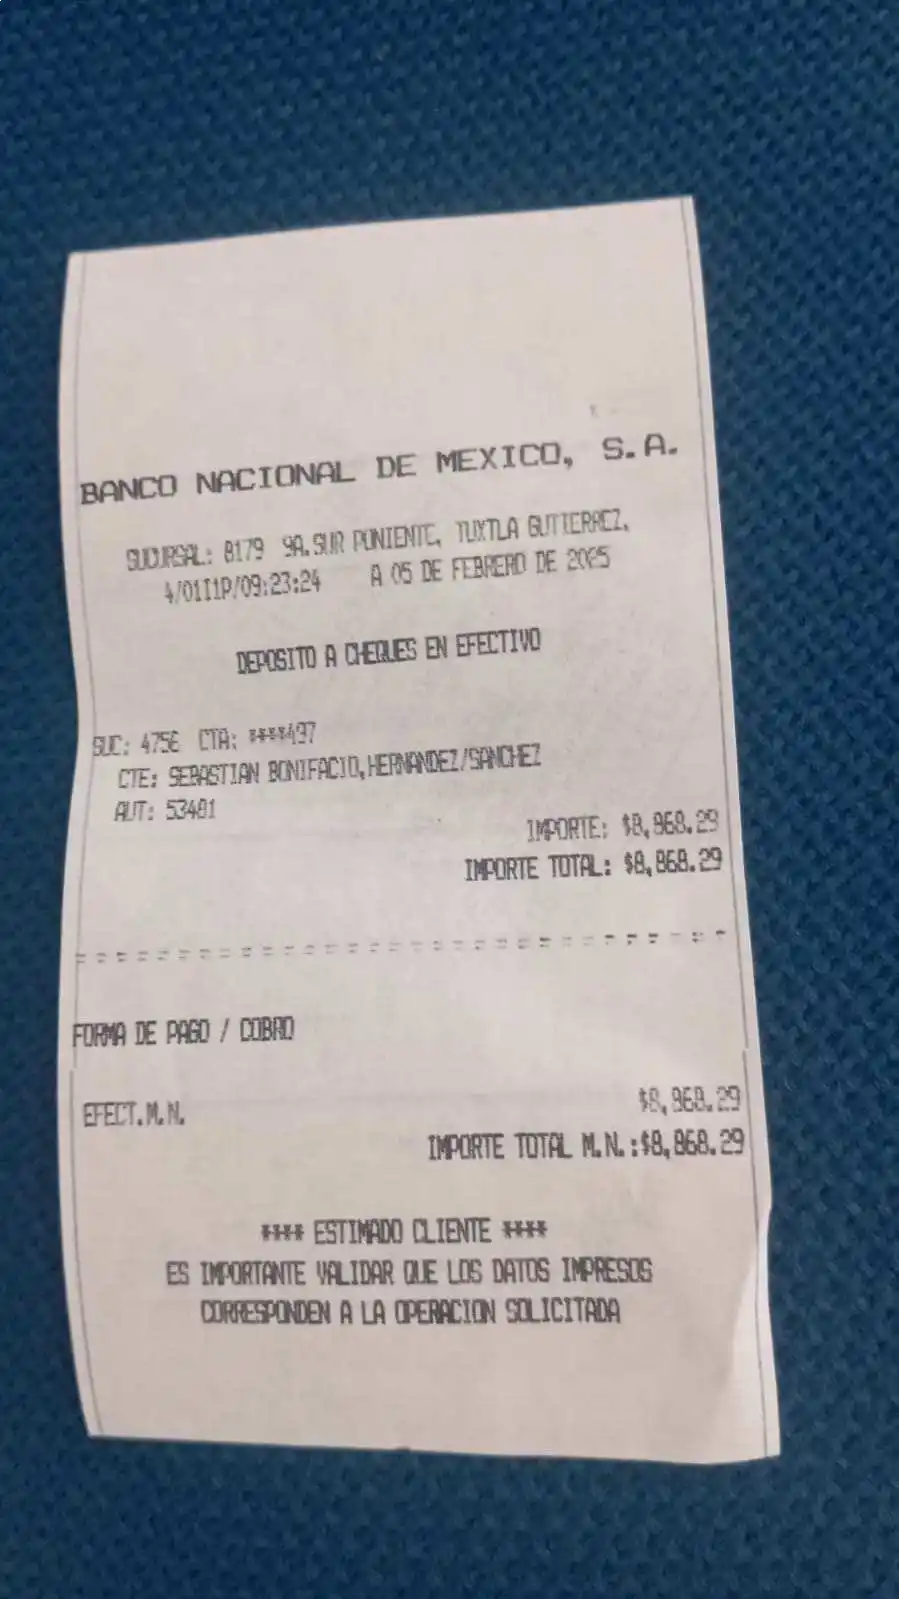 BANCO NACIONAL DE MEXICO, S.A.
SUCURSAL: 8179 9A.SUR PONIENTE, TUXTLA GUTIERREZ,
4/01I1P/09:23:24 A 05 DE FEBRERO DE 2025
DEPOSITO A CHEQUES EN EFECTIVO
SUC: 4756 CTA: ****497
CTE: SEBASTIAN BONIFACIO,HERNANDEZ/SANCHEZ
AUT: 53481
IMPORTE: $8,868.29
IMPORTE TOTAL: $8,868.29
FORMA DE PAGO / COBRO
EFECT.M.N. $8,868.29
IMPORTE TOTAL M.N.:$8,868.29
**** ESTIMADO CLIENTE ****
ES IMPORTANTE VALIDAR QUE LOS DATOS IMPRESOS
CORRESPONDEN A LA OPERACION SOLICITADA